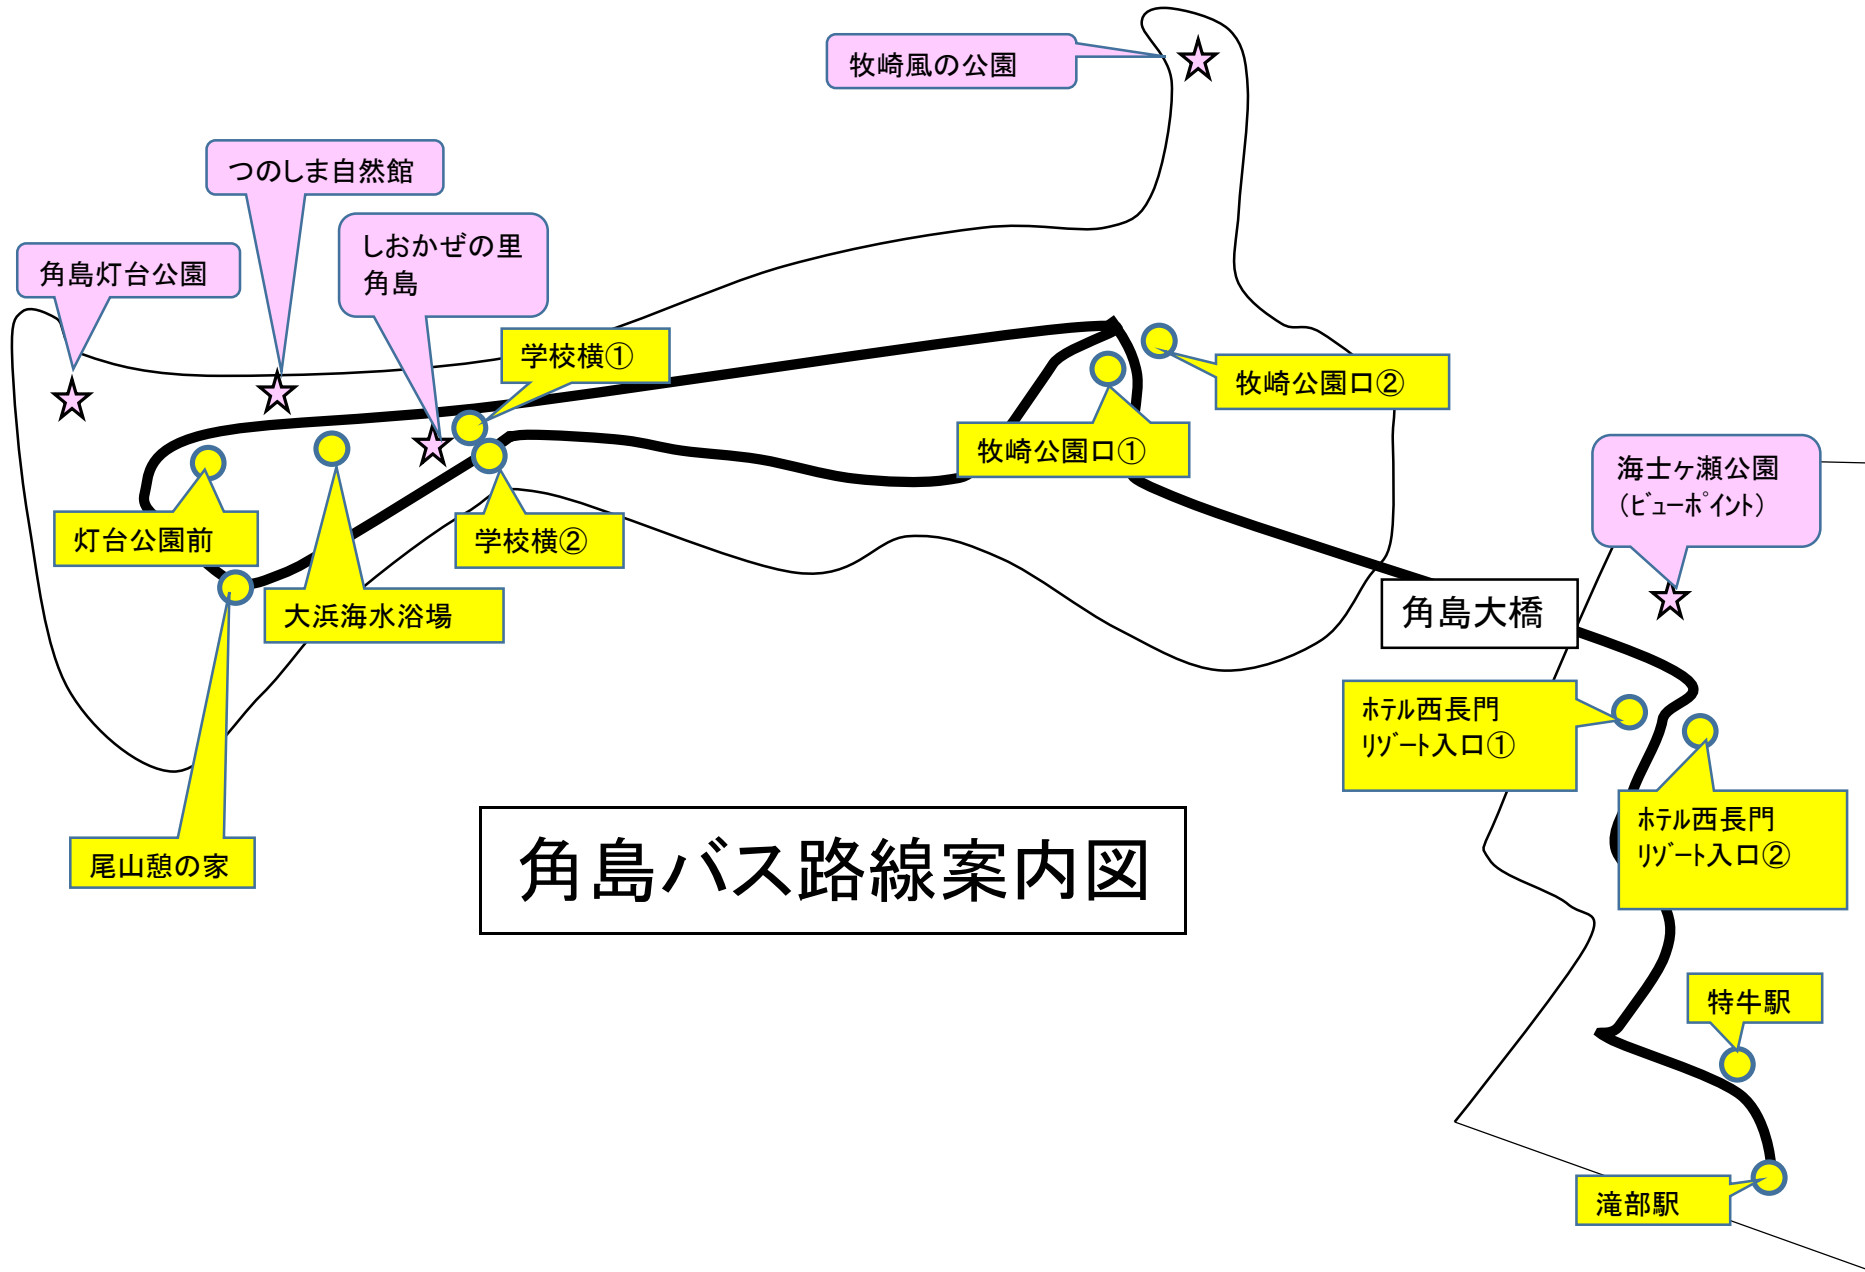 牧崎風の公園
つのしま自然館
しおかぜの里
角島
角島灯台公園
学校横①
牧崎公園口②
牧崎公園口①
海士ヶ瀬公園
（ﾋﾞｭｰﾎﾟｲﾝﾄ）
灯台公園前
学校横②
大浜海水浴場
角島大橋
ﾎﾃﾙ西長門
ﾘｿﾞｰﾄ入口①
ﾎﾃﾙ西長門
ﾘｿﾞｰﾄ入口②
尾山憩の家
角島バス路線案内図
特牛駅
滝部駅